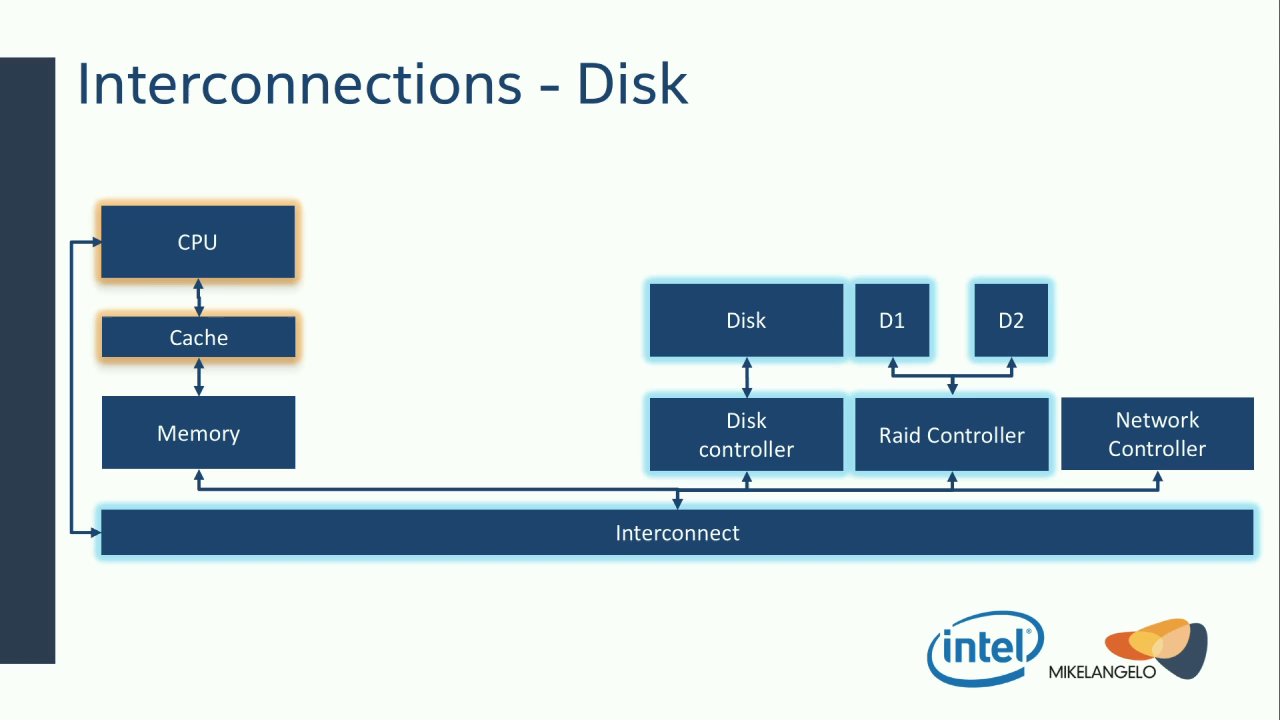 Interconnections - Disk
CPU
Cache
Memory
Disk
D1
D2
Disk
controller
Raid Controller
Network
Controller
Interconnect
intel®
MIKELANGELO